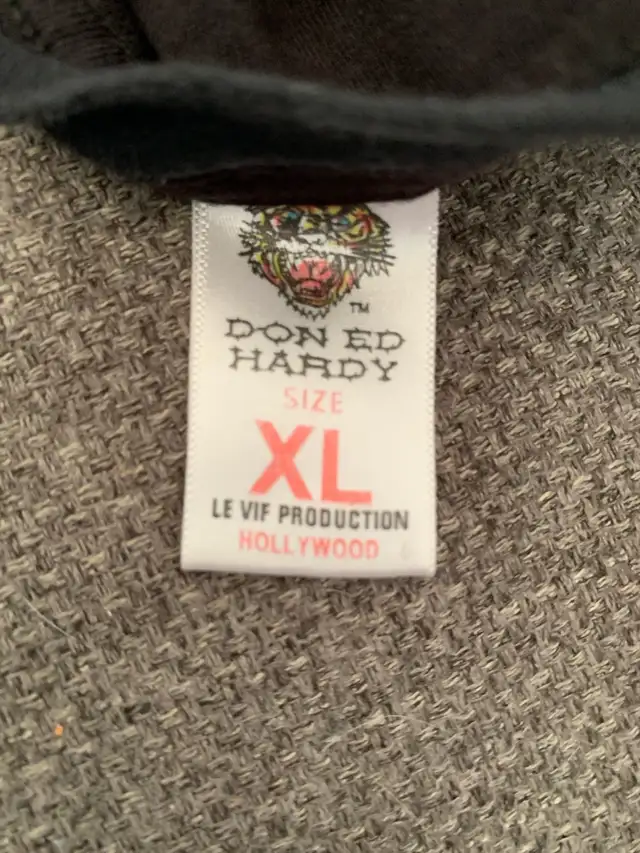 TM
DON ED
HARDY
SIZE
XL
LE VIF PRODUCTION
HOLLYWOOD